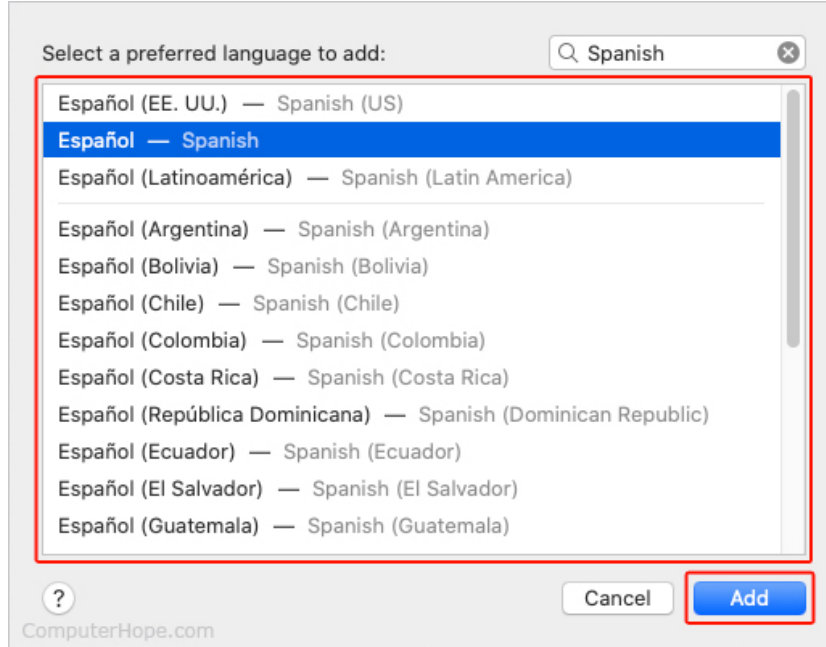 Select a preferred language to add: Spanish
Español (EE. UU.) — Spanish (US)
Español — Spanish
Español (Latinoamérica) — Spanish (Latin America)
Español (Argentina) — Spanish (Argentina)
Español (Bolivia) — Spanish (Bolivia)
Español (Chile) — Spanish (Chile)
Español (Colombia) — Spanish (Colombia)
Español (Costa Rica) — Spanish (Costa Rica)
Español (República Dominicana) — Spanish (Dominican Republic)
Español (Ecuador) — Spanish (Ecuador)
Español (El Salvador) — Spanish (El Salvador)
Español (Guatemala) — Spanish (Guatemala)
? Cancel Add
ComputerHope.com